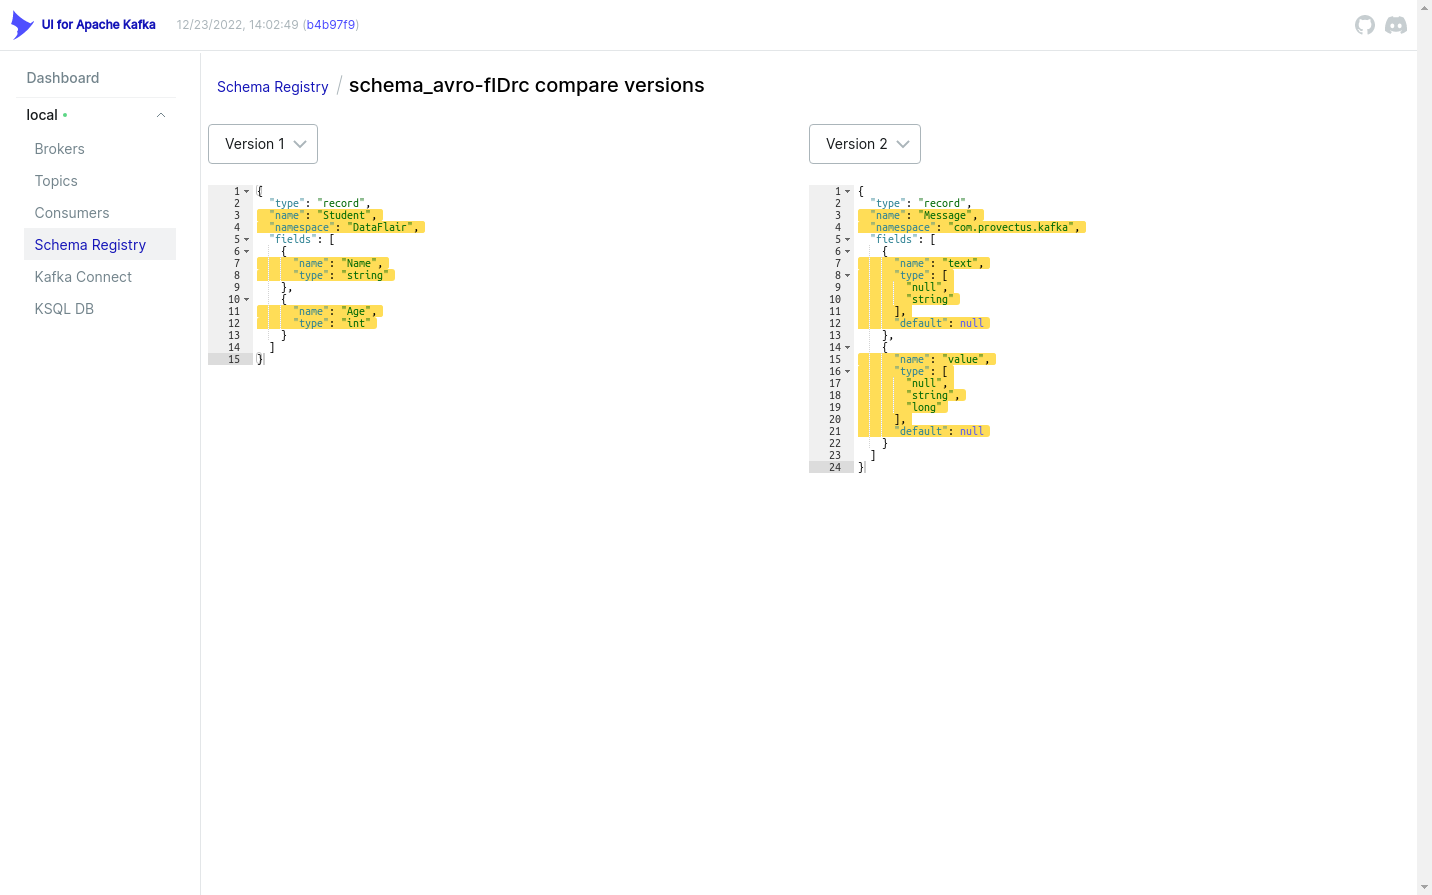 UI for Apache Kafka 12/23/2022, 14:02:49 (b4b97f9)
Dashboard
local
Brokers
Topics
Consumers
Schema Registry
Kafka Connect
KSQL DB
Schema Registry / schema_avro-fIDrc compare versions
Version 1
1 {
2 "type": "record",
3 "name": "Student",
4 "namespace": "DataFlair",
5 "fields": [
6 {
7 "name": "Name",
8 "type": "string"
9 },
10 {
11 "name": "Age",
12 "type": "int"
13 }
14 ]
15 }
Version 2
1 {
2 "type": "record",
3 "name": "Message",
4 "namespace": "com.provectus.kafka",
5 "fields": [
6 {
7 "name": "text",
8 "type": [
9 "null",
10 "string"
11 ],
12 "default": null
13 },
14 {
15 "name": "value",
16 "type": [
17 "null",
18 "string",
19 "long"
20 ],
21 "default": null
22 }
23 ]
24 }